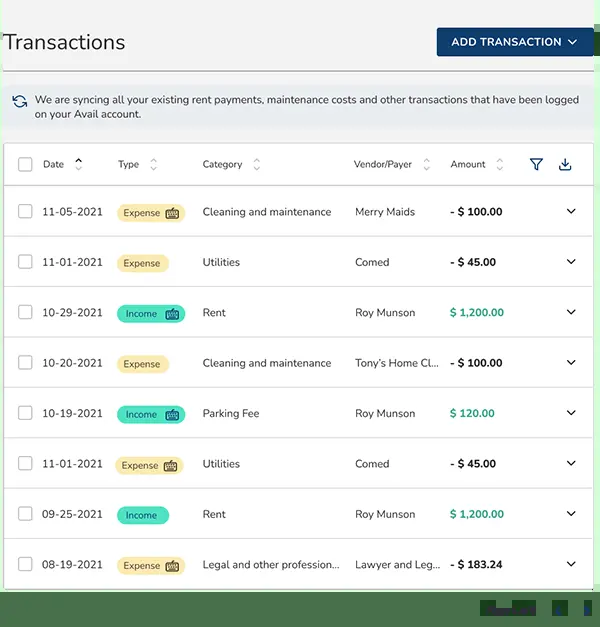 Transactions
ADD TRANSACTION
We are syncing all your existing rent payments, maintenance costs and other transactions that have been logged
on your Avail account.
Date Type Category Vendor/Payer Amount
11-05-2021 Expense Cleaning and maintenance Merry Maids - $ 100.00
11-01-2021 Expense Utilities Comed - $ 45.00
10-29-2021 Income Rent Roy Munson $ 1,200.00
10-20-2021 Expense Cleaning and maintenance Tony's Home Cl... - $ 100.00
10-19-2021 Income Parking Fee Roy Munson $ 120.00
11-01-2021 Expense Utilities Comed - $ 45.00
09-25-2021 Income Rent Roy Munson $ 1,200.00
08-19-2021 Expense Legal and other profession... Lawyer and Leg... - $ 183.24